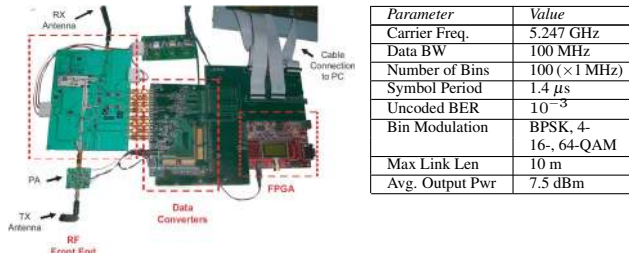 RX
Antenna
Cable
Connection
to PC
PA
TX
Antenna
RF
Front End
Data
Converters
FPGA
Parameter Value
Carrier Freq. 5.247 GHz
Data BW 100 MHz
Number of Bins 100 (×1 MHz)
Symbol Period 1.4 μs
Uncoded BER 10⁻³
Bin Modulation BPSK, 4-
16-, 64-QAM
Max Link Len 10 m
Avg. Output Pwr 7.5 dBm